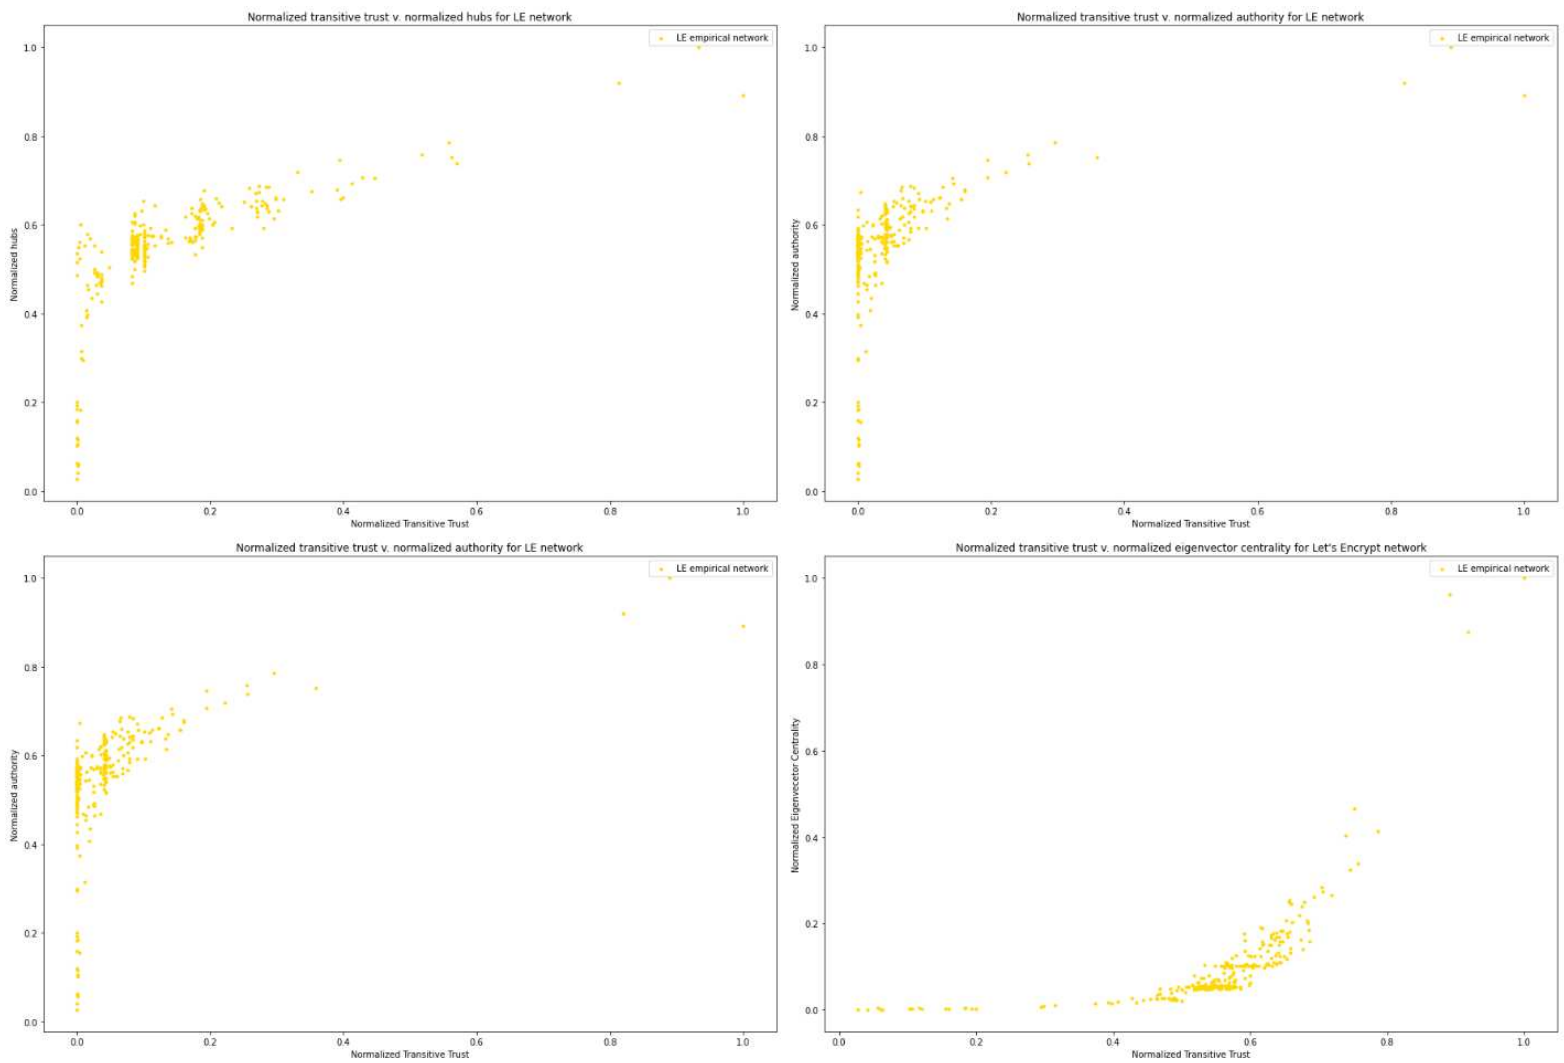 Normalized transitive trust v. normalized hubs for LE network
LE empirical network
1.0
0.8
0.6
0.4
0.2
0.0
Normalized hubs
0.0 0.2 0.4 0.6 0.8 1.0
Normalized Transitive Trust
Normalized transitive trust v. normalized authority for LE network
LE empirical network
1.0
0.8
0.6
0.4
0.2
0.0
Normalized authority
0.0 0.2 0.4 0.6 0.8 1.0
Normalized Transitive Trust
Normalized transitive trust v. normalized authority for LE network
LE empirical network
1.0
0.8
0.6
0.4
0.2
0.0
Normalized authority
0.0 0.2 0.4 0.6 0.8 1.0
Normalized Transitive Trust
Normalized transitive trust v. normalized eigenvector centrality for Let's Encrypt network
LE empirical network
1.0
0.8
0.6
0.4
0.2
0.0
Normalized Eigenvecetor Centrality
0.0 0.2 0.4 0.6 0.8 1.0
Normalized Transitive Trust